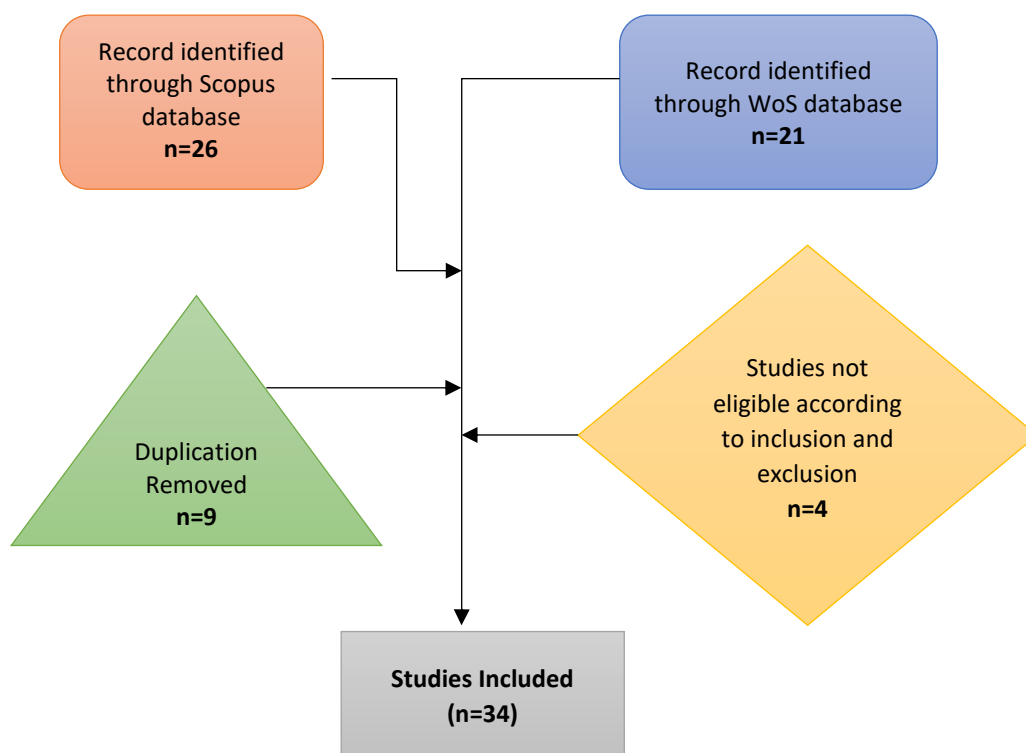 Record identified
through Scopus
database
n=26
Record identified
through WoS database
n=21
Duplication
Removed
n=9
Studies not
eligible according
to inclusion and
exclusion
n=4
Studies Included
(n=34)